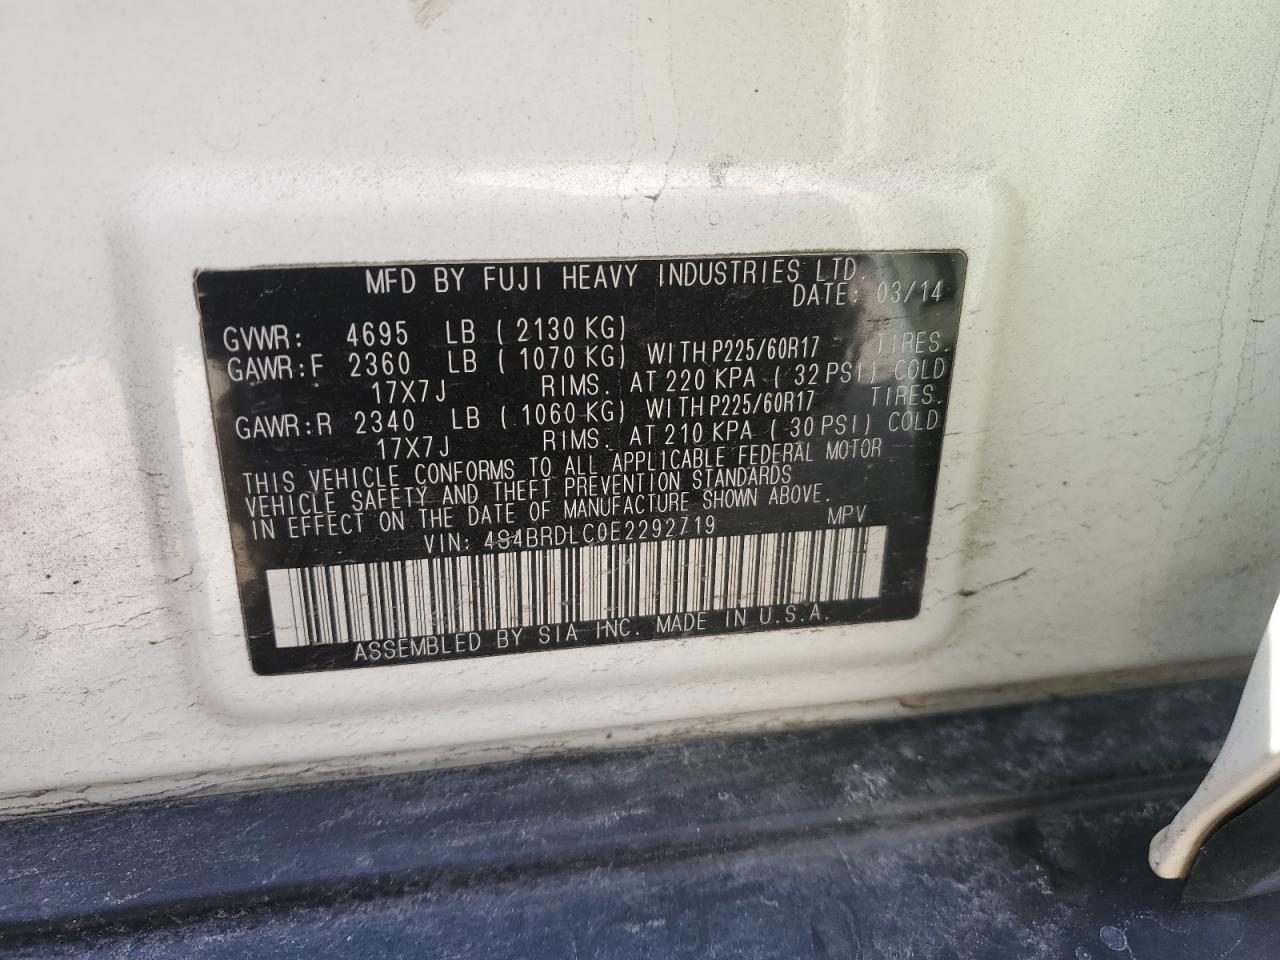 MFD BY FUJI HEAVY INDUSTRIES LTD.
DATE: 03/14
GVWR: 4695 LB ( 2130 KG)
GAWR:F 2360 LB ( 1070 KG) WITH P225/60R17 TIRES.
17X7J RIMS. AT 220 KPA ( 32 PSI) COLD
GAWR:R 2340 LB ( 1060 KG) WITH P225/60R17 TIRES.
17X7J RIMS. AT 210 KPA ( 30 PSI) COLD
THIS VEHICLE CONFORMS TO ALL APPLICABLE FEDERAL MOTOR
VEHICLE SAFETY AND THEFT PREVENTION STANDARDS
IN EFFECT ON THE DATE OF MANUFACTURE SHOWN ABOVE.
VIN: 4S4BRDLC0E2292719 MPV
ASSEMBLED BY SIA INC. MADE IN U.S.A.